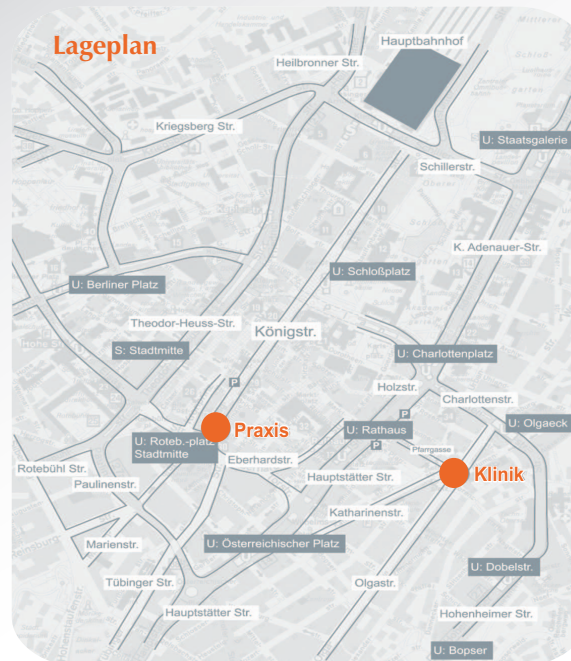 Lageplan
Hauptbahnhof
Heilbronner Str.
Kriegsberg Str.
U: Staatsgalerie
Schillerstr.
K. Adenauer-Str.
U: Schloßplatz
U: Berliner Platz
Theodor-Heuss-Str.
Königstr.
S: Stadtmitte
U: Charlottenplatz
P
Holzstr.
Charlottenstr.
U: Olgaeck
Praxis
U: Rathaus
U: Roteb.-platz
Stadtmitte
P
Pfarrgasse
Eberhardstr.
Rotebühl Str.
Hauptstätter Str.
Klinik
Paulinenstr.
Katharinenstr.
Marienstr.
U: Österreichischer Platz
U: Dobelstr.
Tübinger Str.
Olgastr.
Hauptstätter Str.
Hohenheimer Str.
U: Bopser